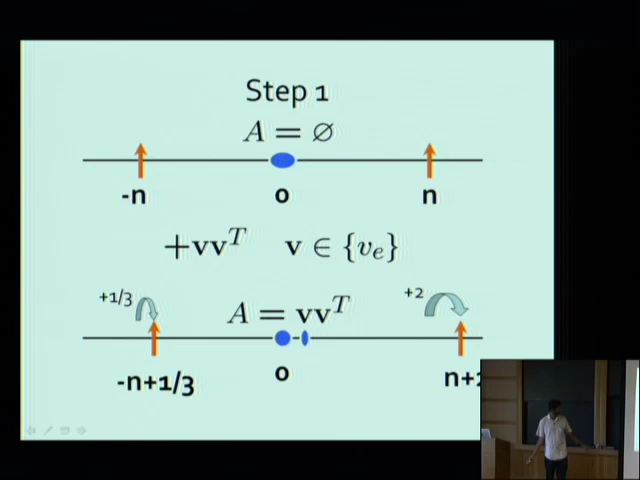 Step 1
A = ∅
-n 0 n
+vv^T v ∈ {v_e}
+1/3 A = vv^T +2
-n+1/3 0 n+